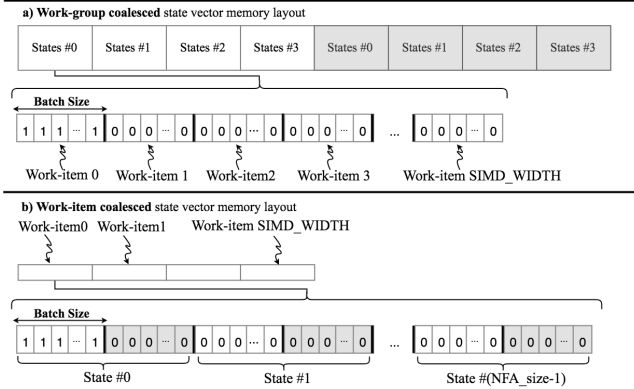 a) Work-group coalesced state vector memory layout
States #0 States #1 States #2 States #3 States #0 States #1 States #2 States #3
Batch Size
1 1 1 ... 1 0 0 0 ... 0 0 0 0 ... 0 0 0 0 ... 0 ... 0 0 0 ... 0
Work-item 0 Work-item 1 Work-item2 Work-item 3 Work-item SIMD_WIDTH
b) Work-item coalesced state vector memory layout
Work-item0 Work-item1 Work-item SIMD_WIDTH
Batch Size
1 1 1 ... 1 0 0 0 ... 0 0 0 0 ... 0 0 0 0 ... 0 ... 0 0 0 ... 0 0 0 0 ... 0
State #0 State #1 State #(NFA_size-1)